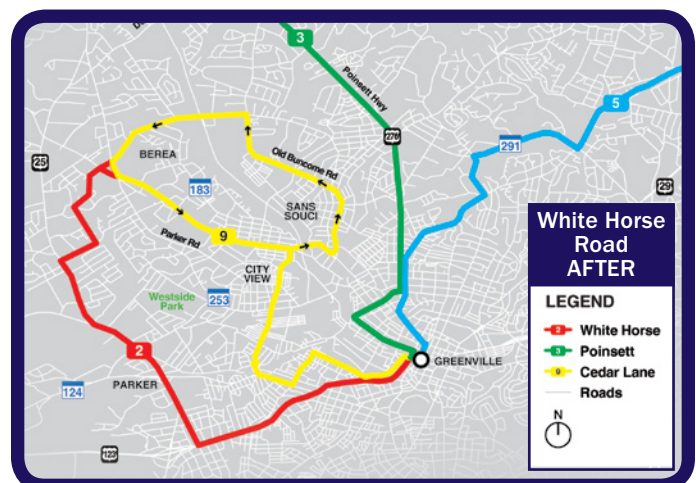 3
Poinsett Hwy
276
5
291
BEREA
25
183
Old Buncome Rd
29
SANS
SOUCI
Parker Rd
9
CITY
VIEW
Westside
Park
253
2
PARKER
124
123
GREENVILLE
White Horse
Road
AFTER
LEGEND
2 White Horse
3 Poinsett
9 Cedar Lane
Roads
N